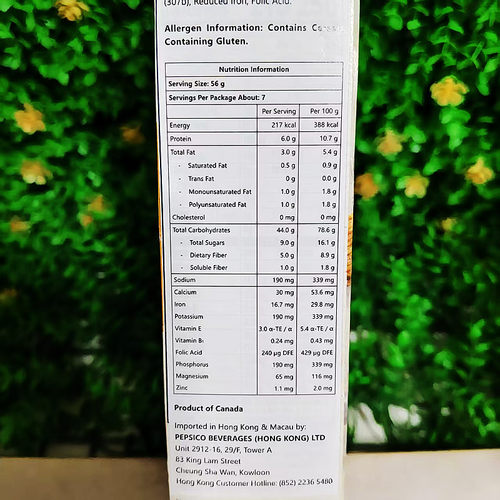 (307b), Reduced Iron, Folic Acid.
Allergen Information: Contains
Containing Gluten.
Nutrition Information
Serving Size: 56 g
Servings Per Package About: 7
Per Serving Per 100 g
Energy 217 kcal 388 kcal
Protein 6.0 g 10.7 g
Total Fat 3.0 g 5.4 g
- Saturated Fat 0.5 g 0.9 g
- Trans Fat 0 g 0.0 g
- Monounsaturated Fat 1.0 g 1.8 g
- Polyunsaturated Fat 1.0 g 1.8 g
Cholesterol 0 mg 0 mg
Total Carbohydrates 44.0 g 78.6 g
- Total Sugars 9.0 g 16.1 g
- Dietary Fiber 5.0 g 8.9 g
- Soluble Fiber 1.0 g 1.8 g
Sodium 190 mg 339 mg
Calcium 30 mg 53.6 mg
Iron 16.7 mg 29.8 mg
Potassium 190 mg 339 mg
Vitamin E 3.0 α-TE / α 5.4 α-TE / α
Vitamin B₁ 0.24 mg 0.43 mg
Folic Acid 240 µg DFE 429 µg DFE
Phosphorus 190 mg 339 mg
Magnesium 65 mg 116 mg
Zinc 1.1 mg 2.0 mg
Product of Canada
Imported in Hong Kong & Macau by:
PEPSICO BEVERAGES (HONG KONG) LTD
Unit 2912-16, 29/F, Tower A
83 King Lam Street
Cheung Sha Wan, Kowloon
Hong Kong Customer Hotline: (852) 2236 5480